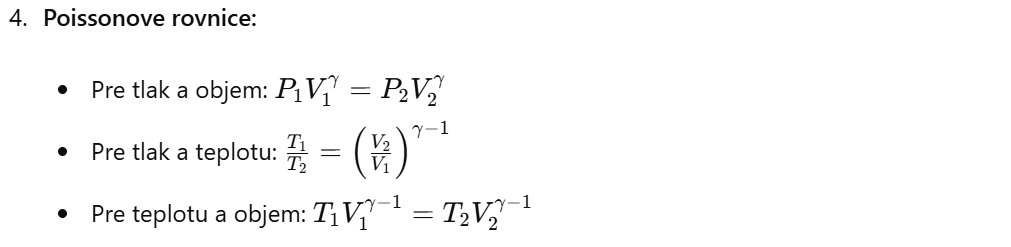 4. Poissonove rovnice:
• Pre tlak a objem: P₁V₁^γ = P₂V₂^γ
• Pre tlak a teplotu: T₁/T₂ = (V₂/V₁)^(γ−1)
• Pre teplotu a objem: T₁V₁^(γ−1) = T₂V₂^(γ−1)